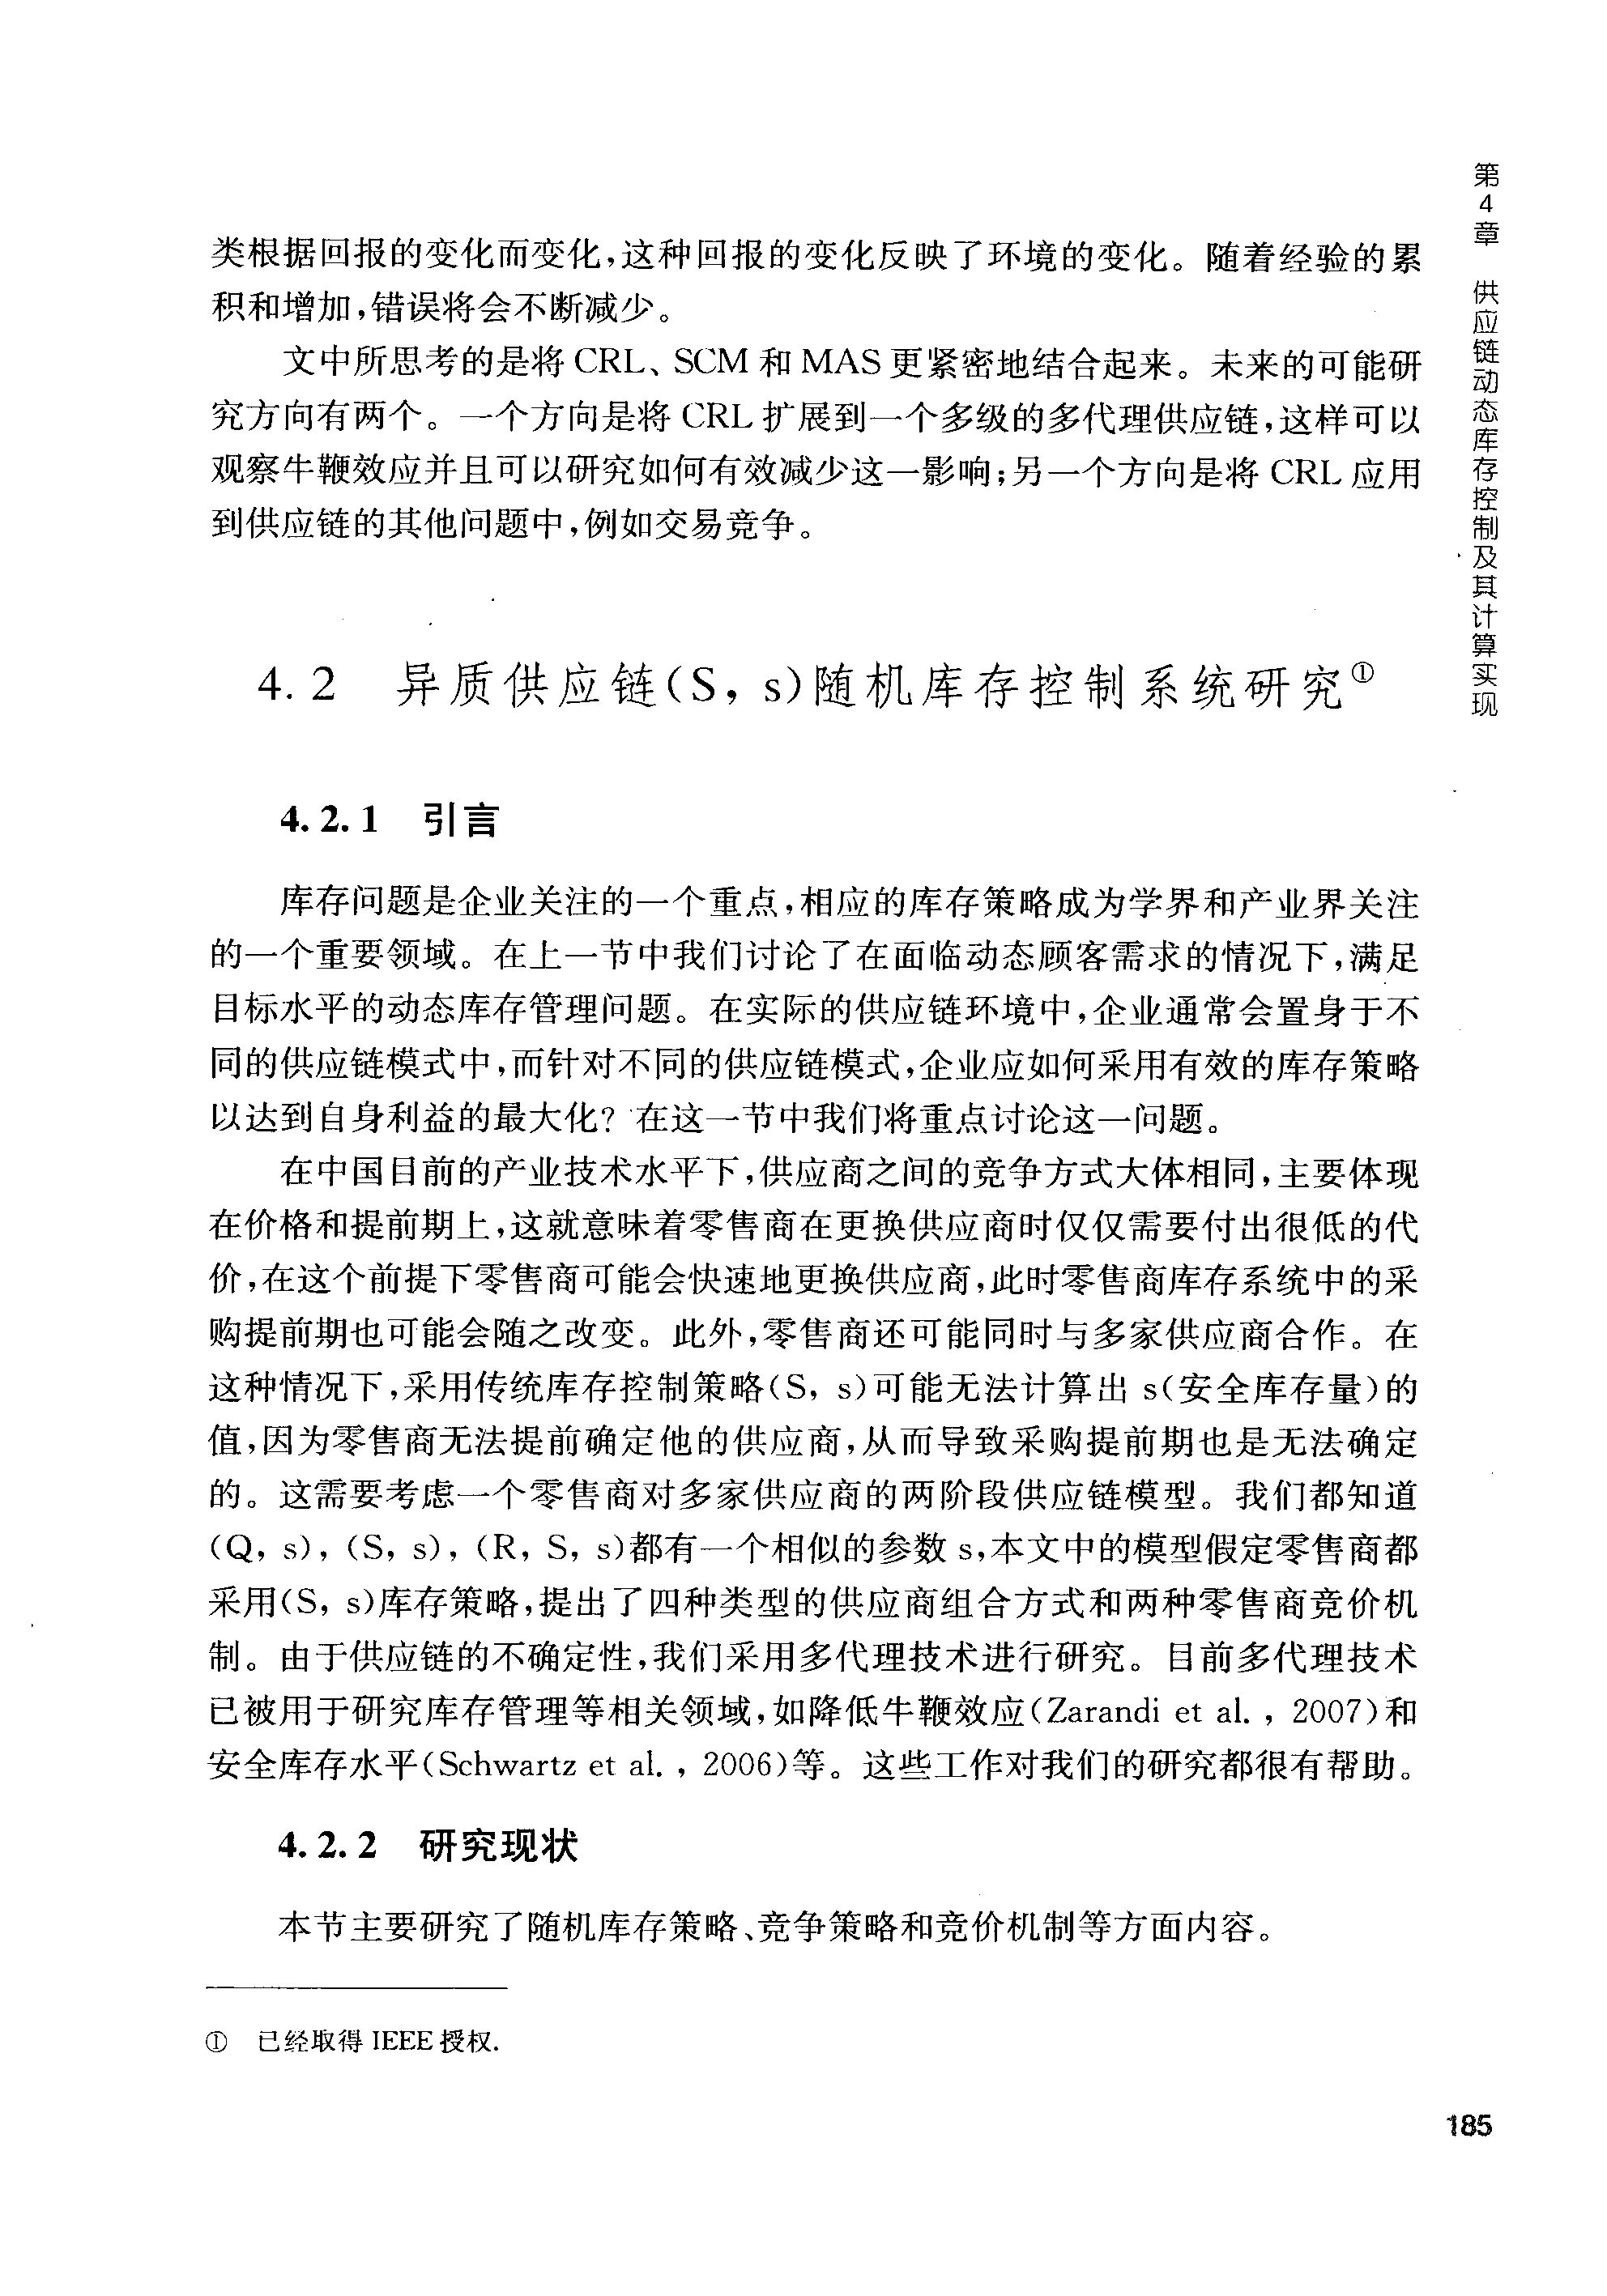 类根据回报的变化而变化,这种回报的变化反映了环境的变化。随着经验的累
积和增加,错误将会不断减少。
文中所思考的是将 CRL、SCM 和 MAS 更紧密地结合起来。未来的可能研
究方向有两个。一个方向是将 CRL 扩展到一个多级的多代理供应链,这样可以
观察牛鞭效应并且可以研究如何有效减少这一影响;另一个方向是将 CRL 应用
到供应链的其他问题中,例如交易竞争。
4.2 异质供应链(S, s)随机库存控制系统研究①
4.2.1 引言
库存问题是企业关注的一个重点,相应的库存策略成为学界和产业界关注
的一个重要领域。在上一节中我们讨论了在面临动态顾客需求的情况下,满足
目标水平的动态库存管理问题。在实际的供应链环境中,企业通常会置身于不
同的供应链模式中,而针对不同的供应链模式,企业应如何采用有效的库存策略
以达到自身利益的最大化?在这一节中我们将重点讨论这一问题。
在中国目前的产业技术水平下,供应商之间的竞争方式大体相同,主要体现
在价格和提前期上,这就意味着零售商在更换供应商时仅仅需要付出很低的代
价,在这个前提下零售商可能会快速地更换供应商,此时零售商库存系统中的采
购提前期也可能会随之改变。此外,零售商还可能同时与多家供应商合作。在
这种情况下,采用传统库存控制策略(S, s)可能无法计算出 s(安全库存量)的
值,因为零售商无法提前确定他的供应商,从而导致采购提前期也是无法确定
的。这需要考虑一个零售商对多家供应商的两阶段供应链模型。我们都知道
(Q, s), (S, s), (R, S, s)都有一个相似的参数 s,本文中的模型假定零售商都
采用(S, s)库存策略,提出了四种类型的供应商组合方式和两种零售商竞价机
制。由于供应链的不确定性,我们采用多代理技术进行研究。目前多代理技术
已被用于研究库存管理等相关领域,如降低牛鞭效应(Zarandi et al. , 2007)和
安全库存水平(Schwartz et al. , 2006)等。这些工作对我们的研究都很有帮助。
4.2.2 研究现状
本节主要研究了随机库存策略、竞争策略和竞价机制等方面内容。
① 已经取得 IEEE 授权.
第4章 供应链动态库存控制及其计算实现
185